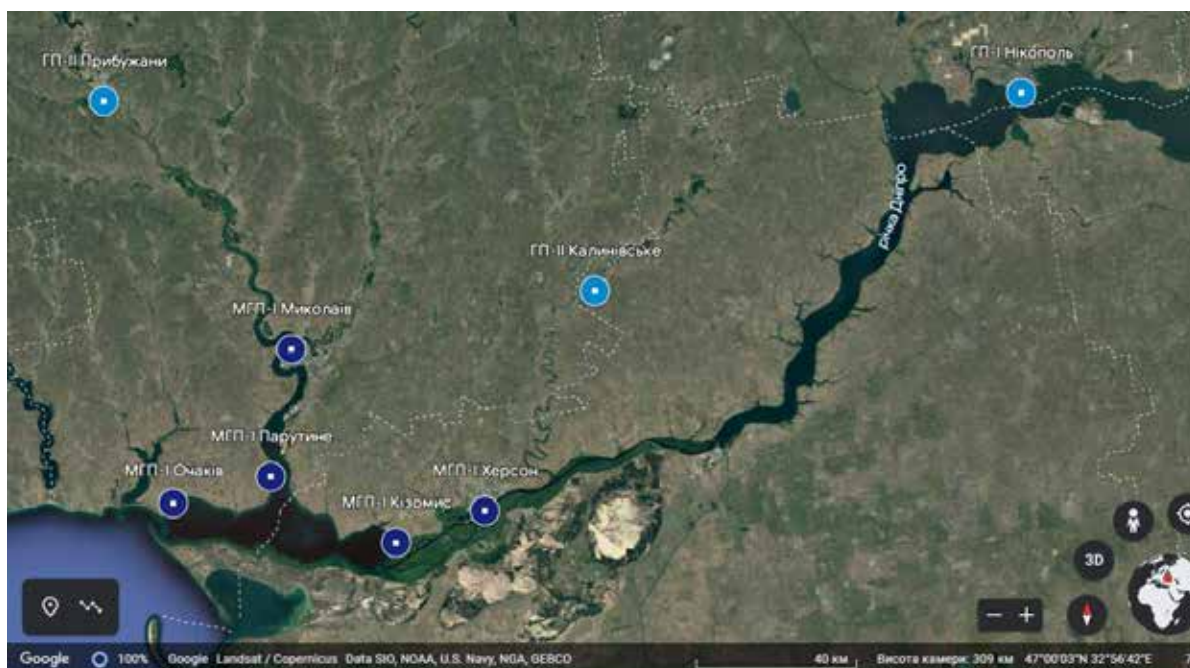 ГП-ІІ Прибужани
ГП-І Нікополь
річка Дніпро
ГП-ІІ Калинівське
МГП-І Миколаїв
МГП-І Парутине
МГП-І Очаків
МГП-І Херсон
МГП-І Кізомис
3D
Google 100% Google Landsat / Copernicus Data SIO, NOAA, U.S. Navy, NGA, GEBCO 40 км Висота камери: 309 км 47°00'03"N 32°56'42"E